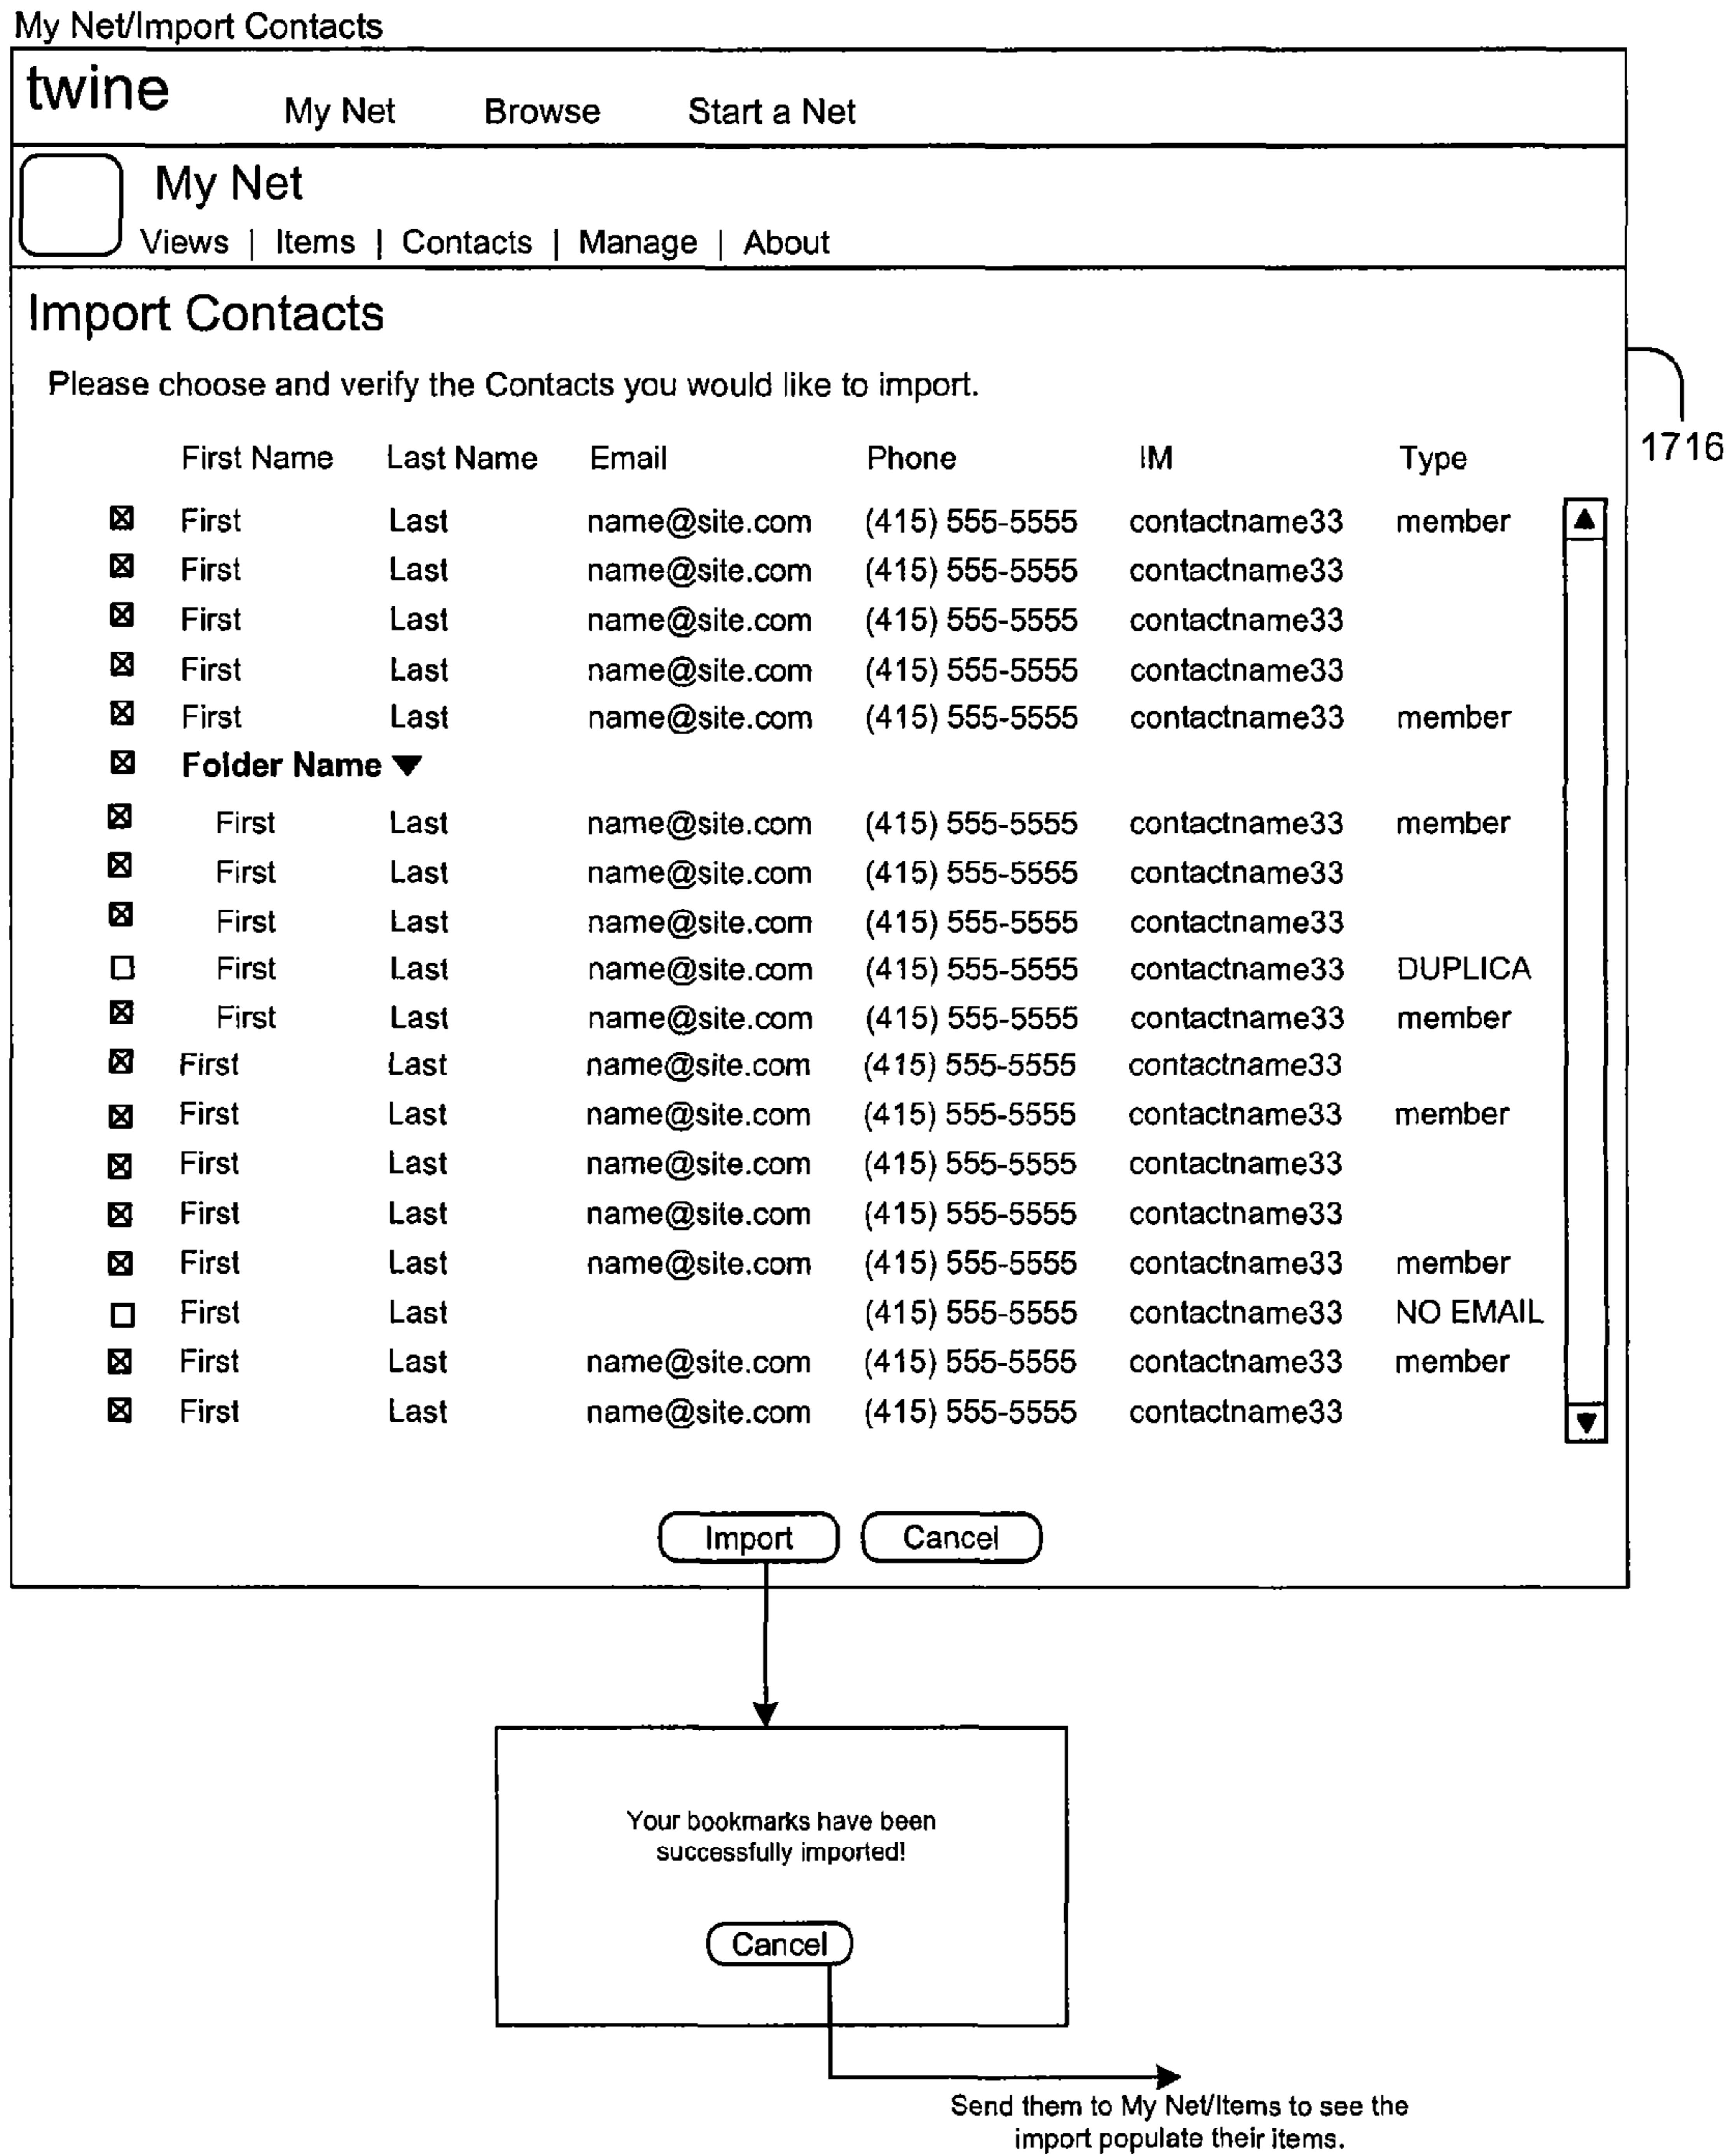 My Net/Import Contacts
twine My Net Browse Start a Net
My Net
Views | Items | Contacts | Manage | About
Import Contacts
Please choose and verify the Contacts you would like to import.
1716
First Name Last Name Email Phone IM Type
First Last name@site.com (415) 555-5555 contactname33 member
First Last name@site.com (415) 555-5555 contactname33
First Last name@site.com (415) 555-5555 contactname33
First Last name@site.com (415) 555-5555 contactname33
First Last name@site.com (415) 555-5555 contactname33 member
Folder Name
First Last name@site.com (415) 555-5555 contactname33 member
First Last name@site.com (415) 555-5555 contactname33
First Last name@site.com (415) 555-5555 contactname33
First Last name@site.com (415) 555-5555 contactname33 DUPLICA
First Last name@site.com (415) 555-5555 contactname33 member
First Last name@site.com (415) 555-5555 contactname33
First Last name@site.com (415) 555-5555 contactname33 member
First Last name@site.com (415) 555-5555 contactname33
First Last name@site.com (415) 555-5555 contactname33
First Last name@site.com (415) 555-5555 contactname33 member
First Last (415) 555-5555 contactname33 NO EMAIL
First Last name@site.com (415) 555-5555 contactname33 member
First Last name@site.com (415) 555-5555 contactname33
Import Cancel
Your bookmarks have been
successfully imported!
Cancel
Send them to My Net/Items to see the
import populate their items.